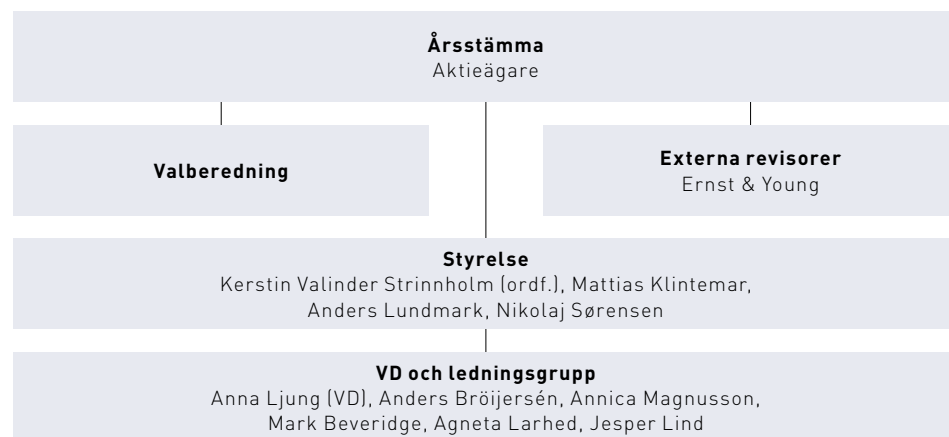 Årsstämma
Aktieägare
Valberedning
Externa revisorer
Ernst & Young
Styrelse
Kerstin Valinder Strinnholm (ordf.), Mattias Klintemar,
Anders Lundmark, Nikolaj Sørensen
VD och ledningsgrupp
Anna Ljung (VD), Anders Bröijersén, Annica Magnusson,
Mark Beveridge, Agneta Larhed, Jesper Lind